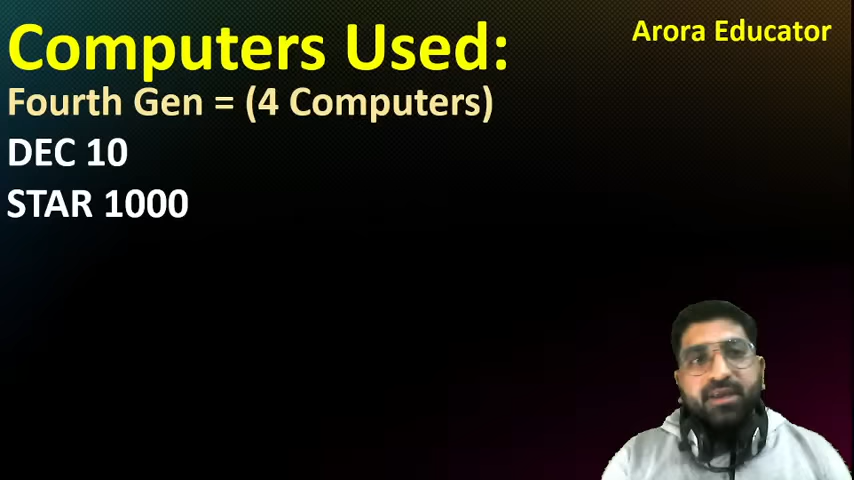 Computers Used:
Arora Educator
Fourth Gen = (4 Computers)
DEC 10
STAR 1000